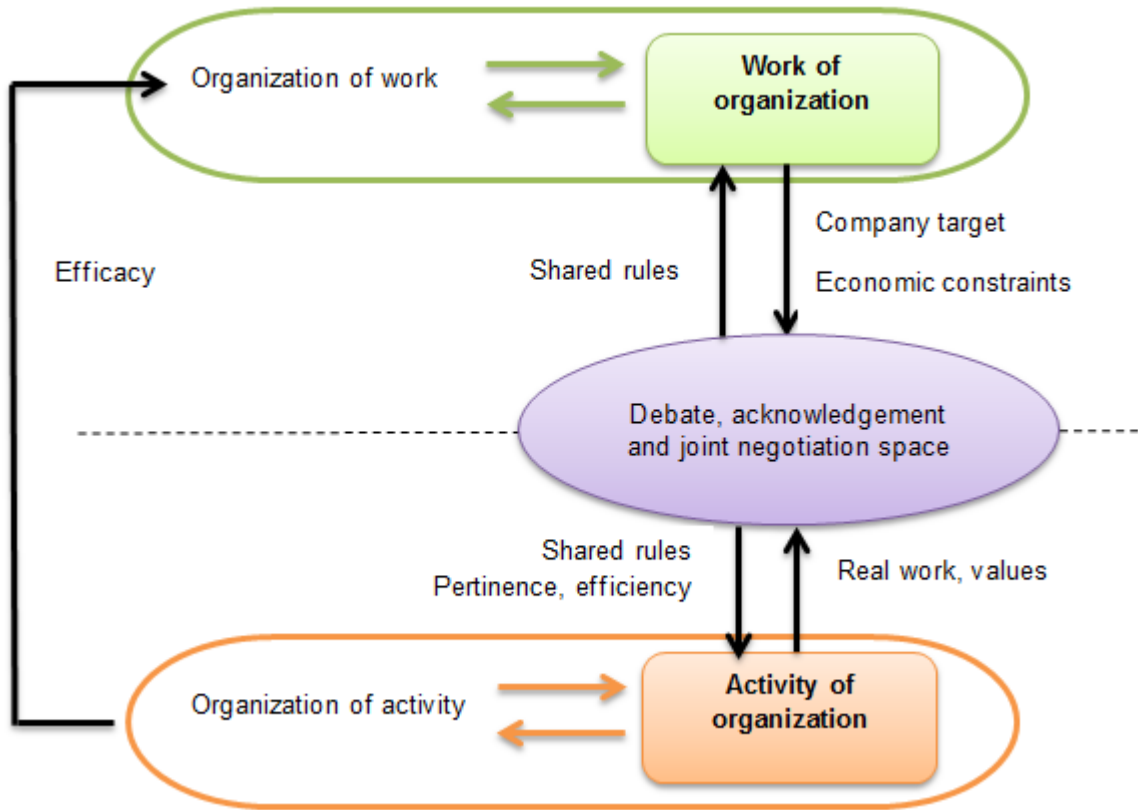 Organization of work
Work of
organization
Company target
Efficacy
Shared rules
Economic constraints
Debate, acknowledgement
and joint negotiation space
Shared rules
Pertinence, efficiency
Real work, values
Organization of activity
Activity of
organization